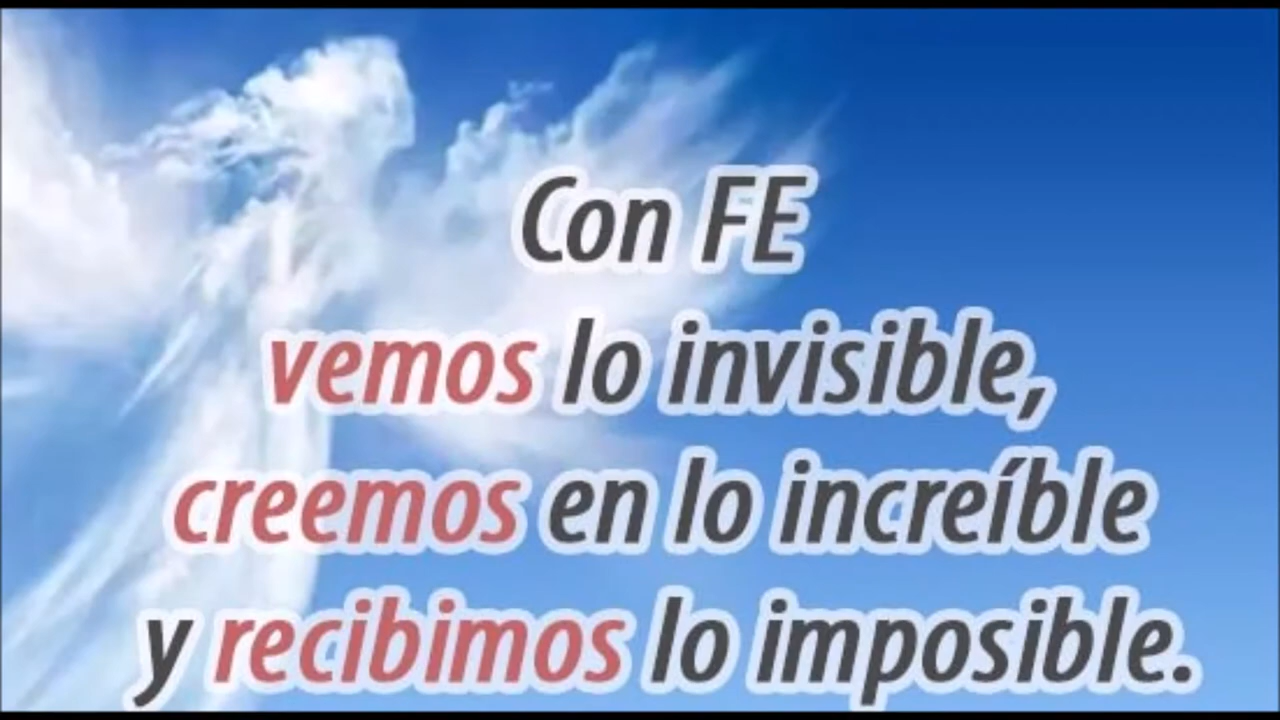 Con FE
vemos lo invisible,
creemos en lo increíble
y recibimos lo imposible.